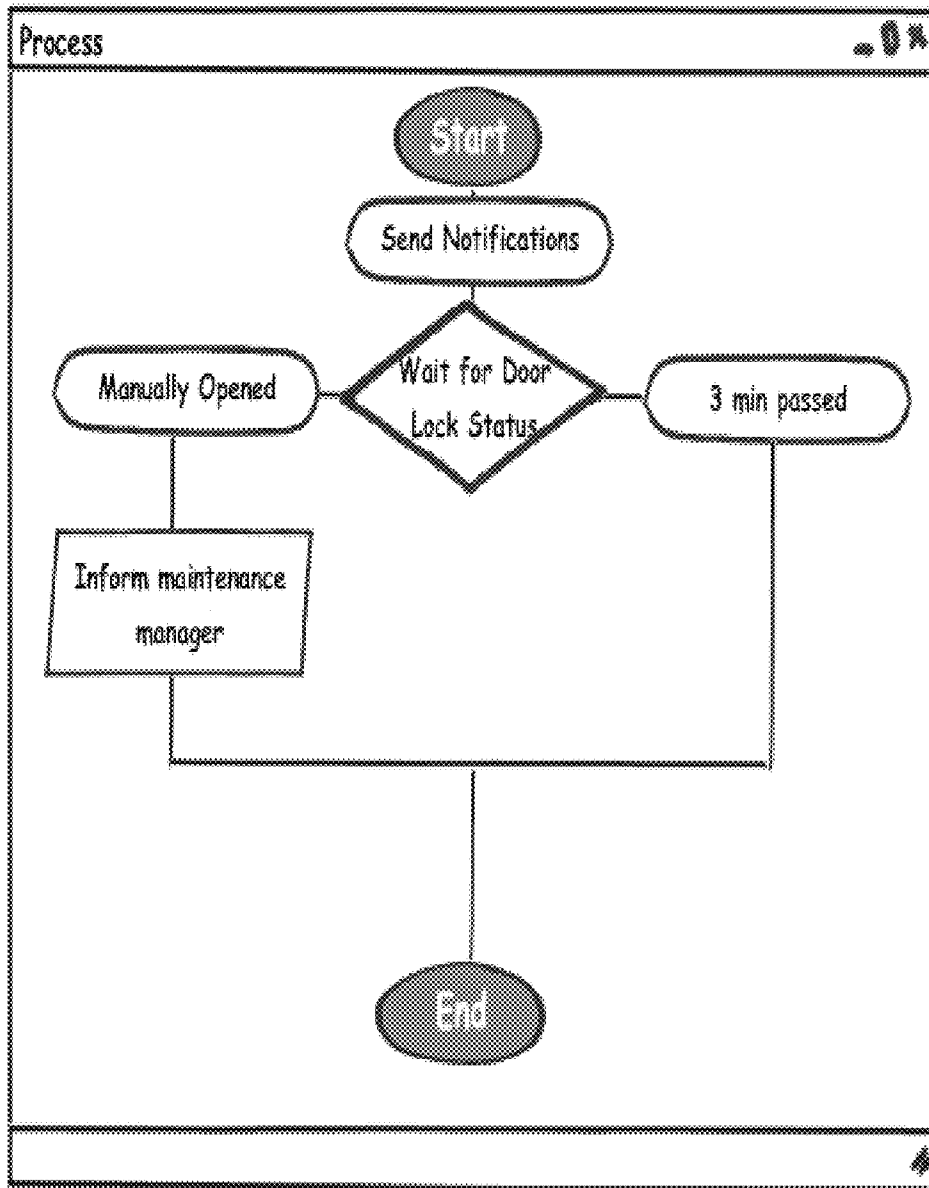 Process
Start
Send Notifications
Wait for Door
Lock Status
Manually Opened
3 min passed
Inform maintenance
manager
End